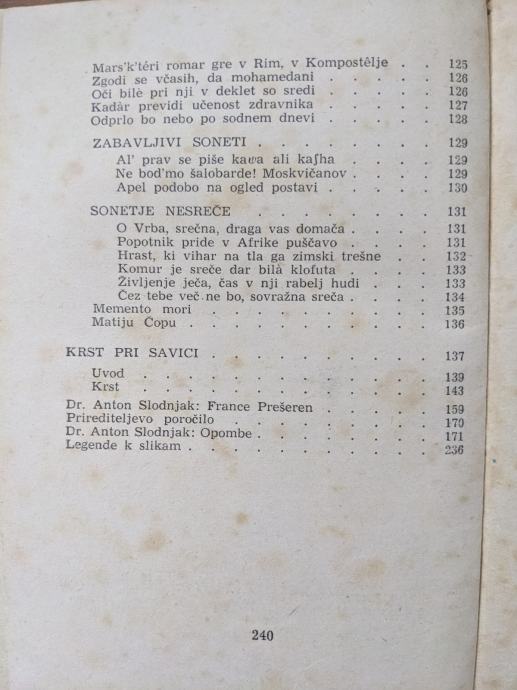 Mars'k'téri romar gre v Rim, v Kompostêlje . . 125
Zgodi se včasih, da mohamedani . . . . . 126
Oči bilè pri nji v deklet so sredi . . . . 126
Kadàr previdi učenost zdravnika . . . . 127
Odprlo bo nebo po sodnem dnevi . . . . 128
ZABAVLJIVI SONETI . . . . . . . 129
Al' prav se piše kaɯa ali kaſha . . . . 129
Ne bod'mo šalobarde! Moskvičanov . . . 129
Apel podobo na ogled postavi . . . . 130
SONETJE NESREČE . . . . . . . 131
O Vrba, srečna, draga vas domača . . . . 131
Popotnik pride v Afrike puščavo . . . . 131
Hrast, ki vihar na tla ga zimski trešne . . 132
Komur je sreče dar bilà klofuta . . . . 133
Življenje ječa, čas v nji rabelj hudi . . . 133
Čez tebe več ne bo, sovražna sreča . . . . 134
Memento mori . . . . . . . . . 135
Matiju Čopu . . . . . . . . . 136
KRST PRI SAVICI . . . . . . . . 137
Uvod . . . . . . . . . . . 139
Krst . . . . . . . . . . . 143
Dr. Anton Slodnjak: France Prešeren . . . . 159
Prirediteljevo poročilo . . . . . . . . 170
Dr. Anton Slodnjak: Opombe . . . . . . . 171
Legende k slikam . . . . . . . . . 236
240